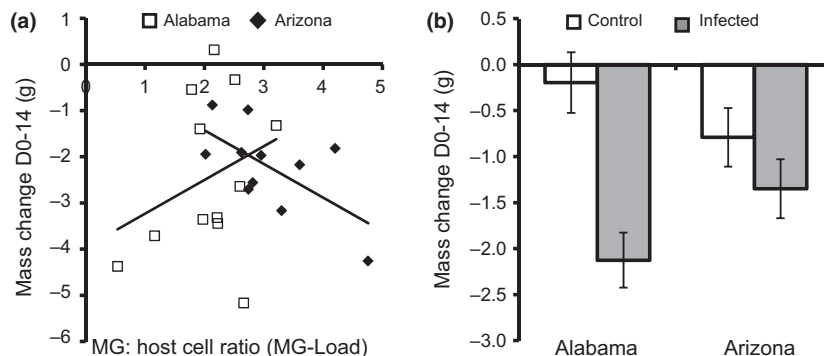 (a)
Alabama Arizona
1
0
−1
−2
−3
−4
−5
−6
0 1 2 3 4 5
Mass change D0-14 (g)
MG: host cell ratio (MG-Load)
(b)
Control Infected
−0.5
0.0
−0.5
−1.0
−1.5
−2.0
−2.5
−3.0
Mass change D0-14 (g)
Alabama Arizona